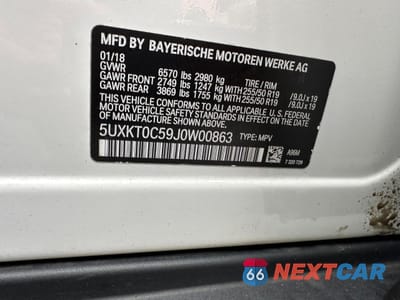 MFD BY BAYERISCHE MOTOREN WERKE AG
01/18
GVWR 6570 lbs 2980 kg TIRE / RIM
GAWR FRONT 2749 lbs 1247 kg WITH 255/50 R19 /9.0J x 19
GAWR REAR 3869 lbs 1755 kg WITH 255/50 R19 /9.0J x 19
THIS VEHICLE CONFORMS TO ALL APPLICABLE U.S. FEDERAL
MOTOR VEHICLE SAFETY STANDARDS IN EFFECT ON THE DATE OF
MANUFACTURE SHOWN ABOVE.
5UXKT0C59J0W00863 TYPE: MPV
A96M
66 NEXTCAR